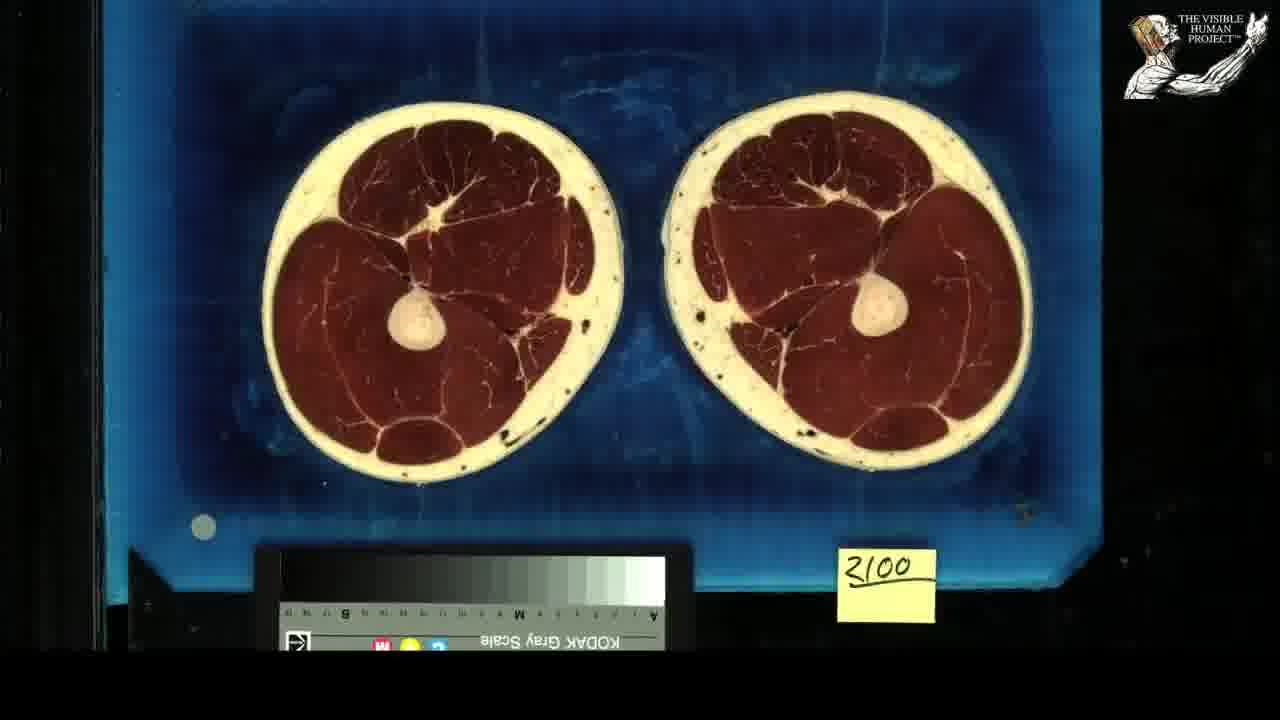 THE VISIBLE
HUMAN
PROJECT™
2100
B
M
A
KODAK Gray Scale
M
C